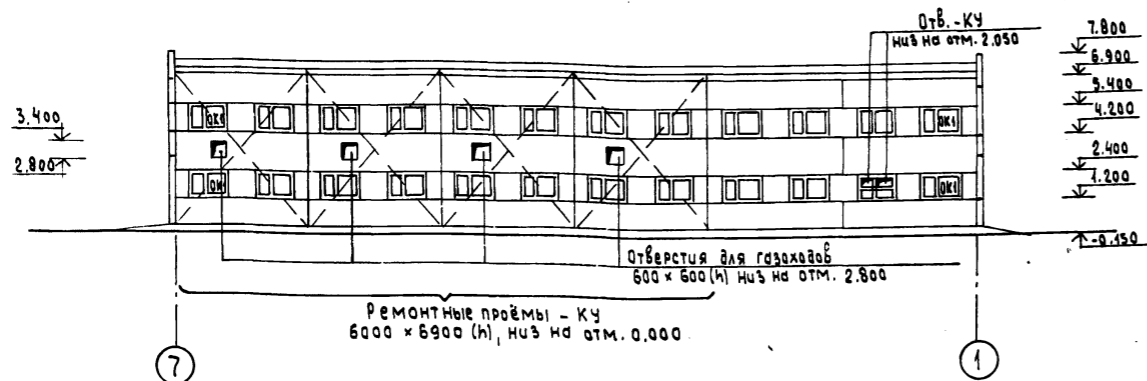 Отв.-КУ
низ на отм. 2.050
7.800
6.900
5.400
4.200
2.400
1.200
-0.150
3.400
2.800
ОК1
ОК1
ОК1
Отверстия для газоходов
600 × 600 (h) низ на отм. 2.800
Ремонтные проёмы - КУ
6000 × 6900 (h), низ на отм. 0.000
7
1